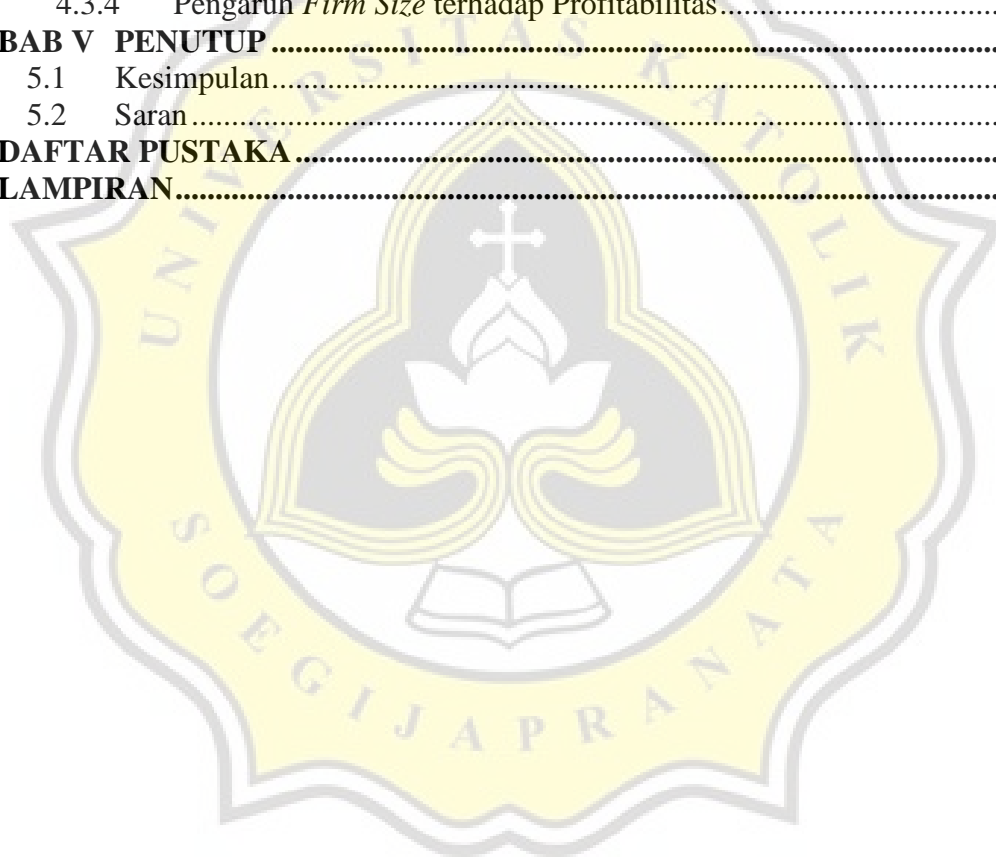 4.3.4 Pengaruh Firm Size terhadap Profitabilitas................................
BAB V PENUTUP................................................................................
5.1 Kesimpulan................................................................................
5.2 Saran................................................................................
DAFTAR PUSTAKA................................................................................
LAMPIRAN................................................................................
UNIVERSITAS KATOLIK
SOEGIJAPRANATA